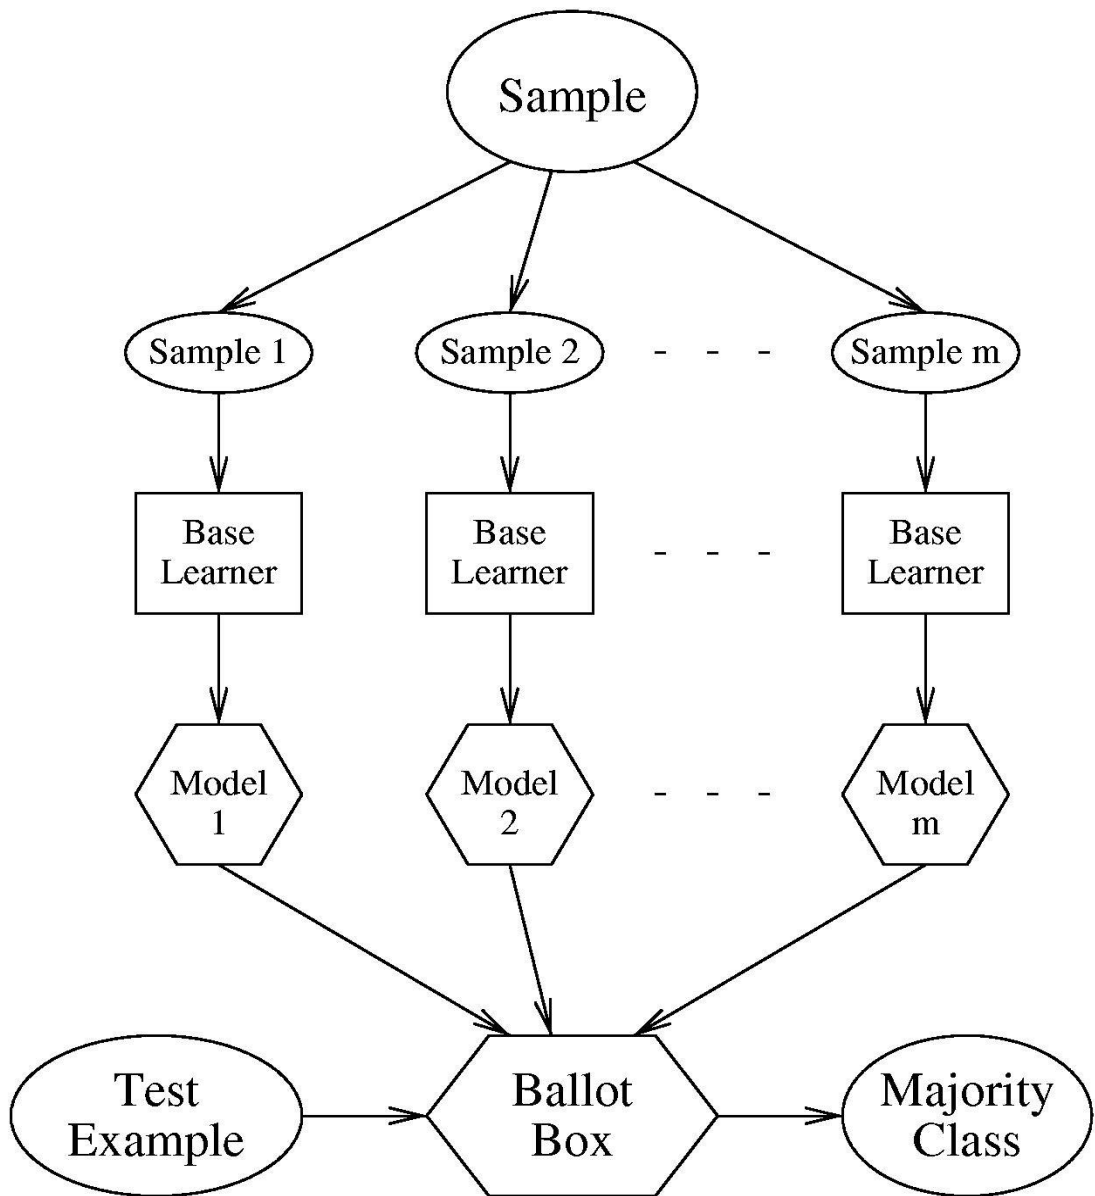 Sample
Sample 1
Sample 2
Sample m
Base
Learner
Base
Learner
Base
Learner
Model
1
Model
2
Model
m
Test
Example
Ballot
Box
Majority
Class